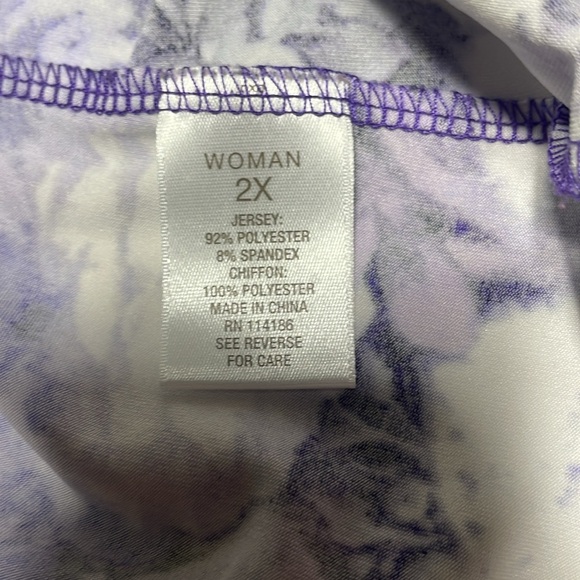 WOMAN
2X
JERSEY:
92% POLYESTER
8% SPANDEX
CHIFFON:
100% POLYESTER
MADE IN CHINA
RN 114186
SEE REVERSE
FOR CARE